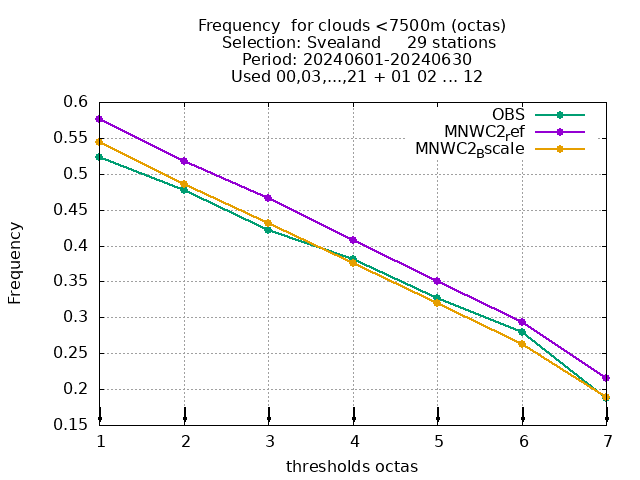 Frequency  for clouds <7500m (octas)
Selection: Svealand     29 stations
Period: 20240601-20240630
Used 00,03,...,21 + 01 02 ... 12
OBS
MNWC2ref
MNWC2Bscale
0.6
0.55
0.5
0.45
0.4
0.35
0.3
0.25
0.2
0.15
Frequency
1 2 3 4 5 6 7
thresholds octas